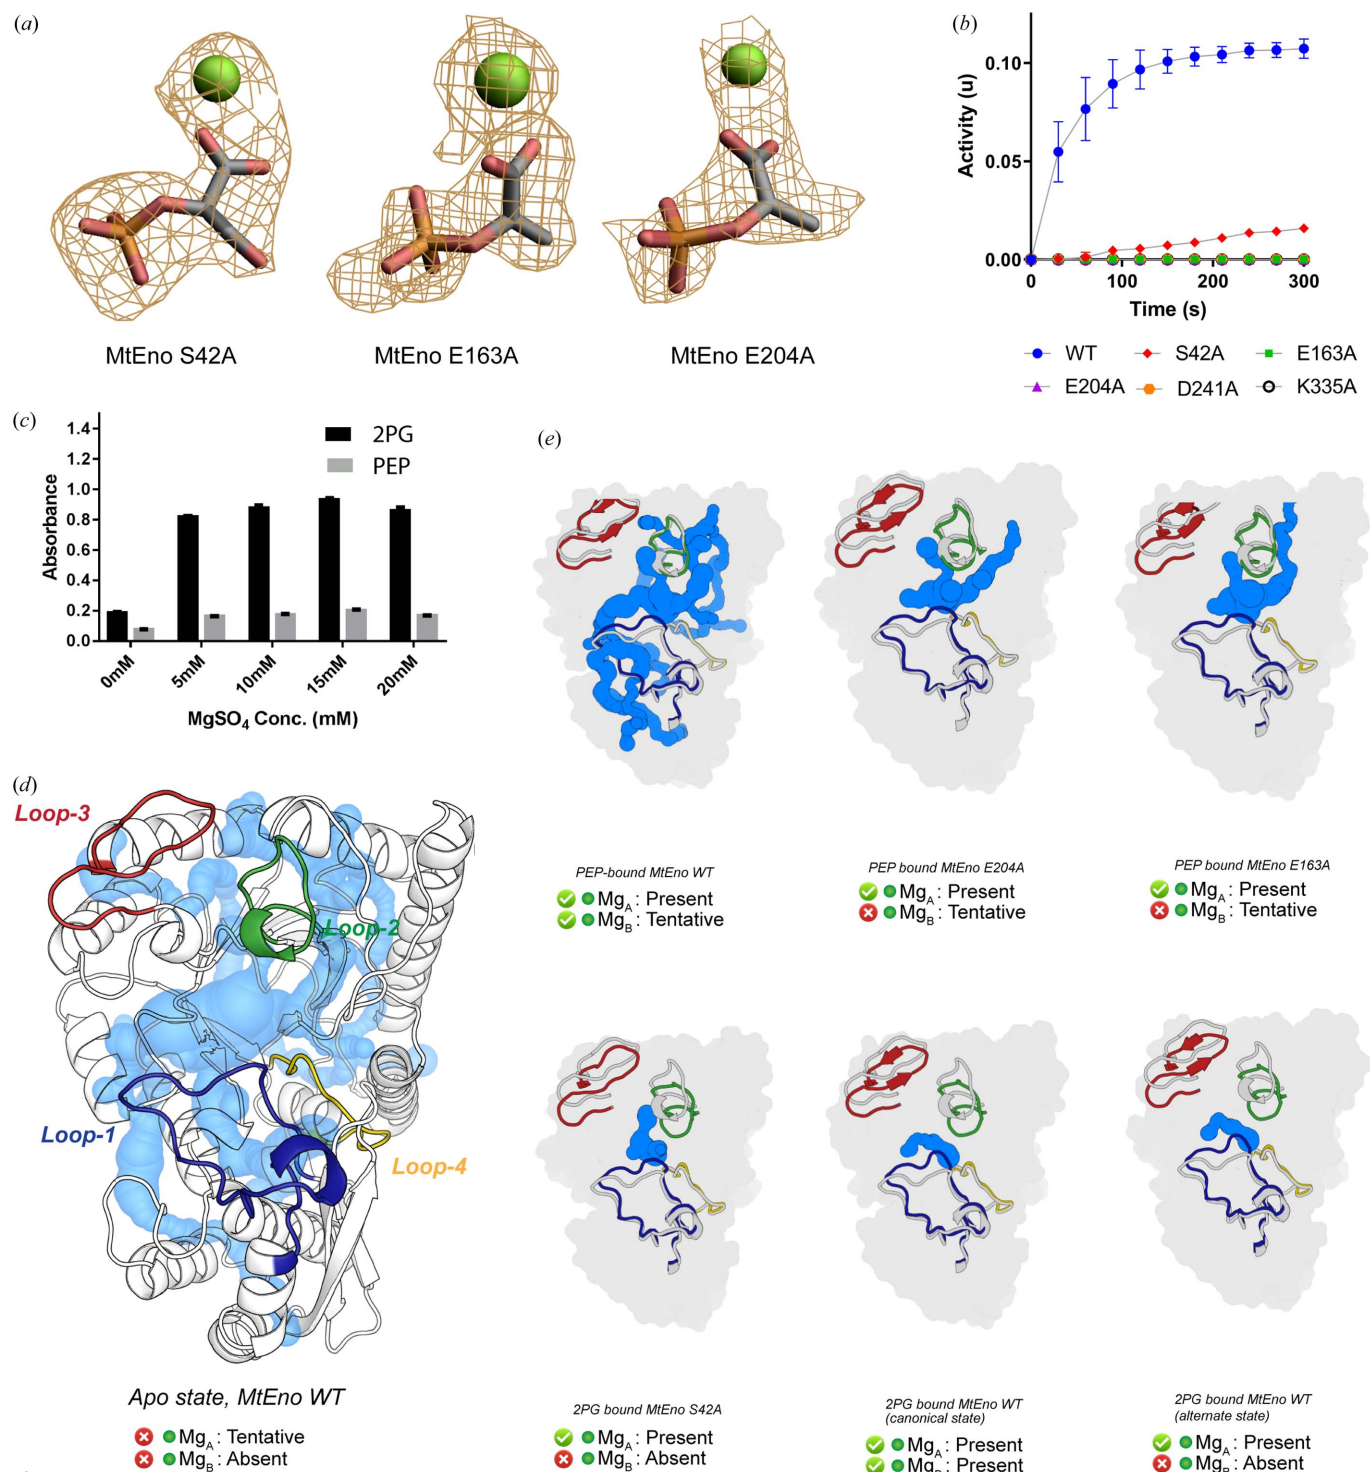 (a)
MtEno S42A
MtEno E163A
MtEno E204A
(b)
Activity (u)
0.10
0.05
0.00
0
100
200
300
Time (s)
WT
S42A
E163A
E204A
D241A
K335A
(c)
Absorbance
1.4
1.2
1.0
0.8
0.6
0.4
0.2
0.0
2PG
PEP
0mM
5mM
10mM
15mM
20mM
MgSO4 Conc. (mM)
(d)
Loop-3
Loop-2
Loop-1
Loop-4
Apo state, MtEno WT
MgA : Tentative
MgB : Absent
(e)
PEP-bound MtEno WT
MgA : Present
MgB : Tentative
PEP bound MtEno E204A
MgA : Present
MgB : Tentative
PEP bound MtEno E163A
MgA : Present
MgB : Tentative
2PG bound MtEno S42A
MgA : Present
MgB : Absent
2PG bound MtEno WT
(canonical state)
MgA : Present
MgB : Present
2PG bound MtEno WT
(alternate state)
MgA : Present
MgB : Absent